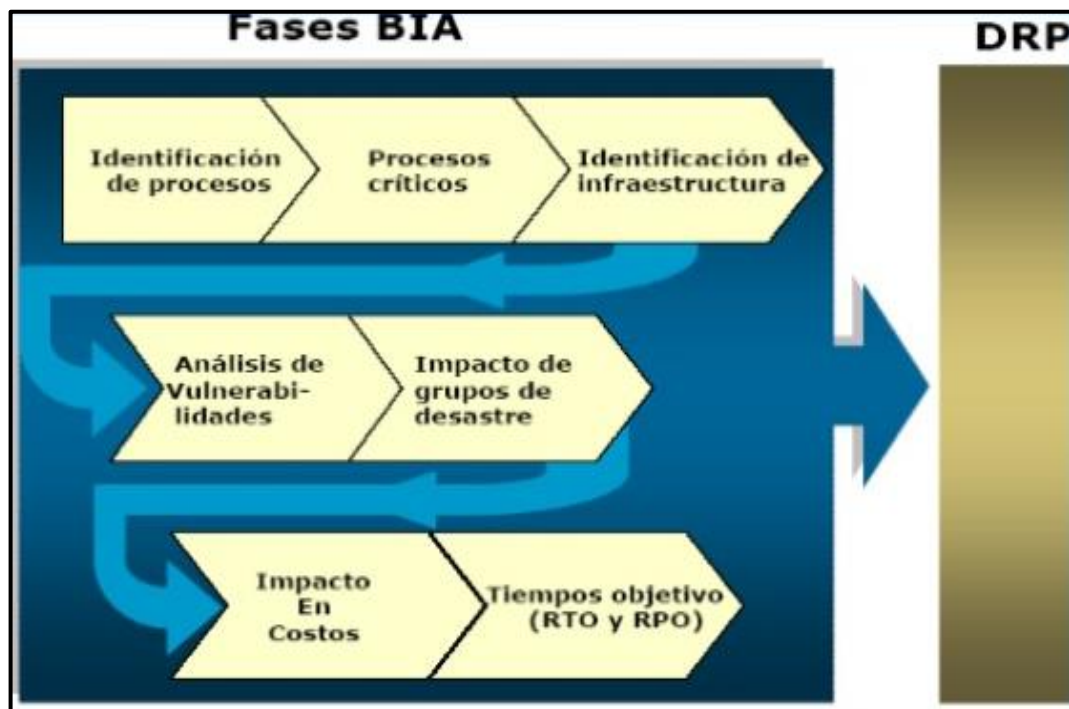 Fases BIA
DRP
Identificación
de procesos
Procesos
críticos
Identificación de
infraestructura
Análisis de
Vulnerabi-
lidades
Impacto de
grupos de
desastre
Impacto
En
Costos
Tiempos objetivo
(RTO y RPO)